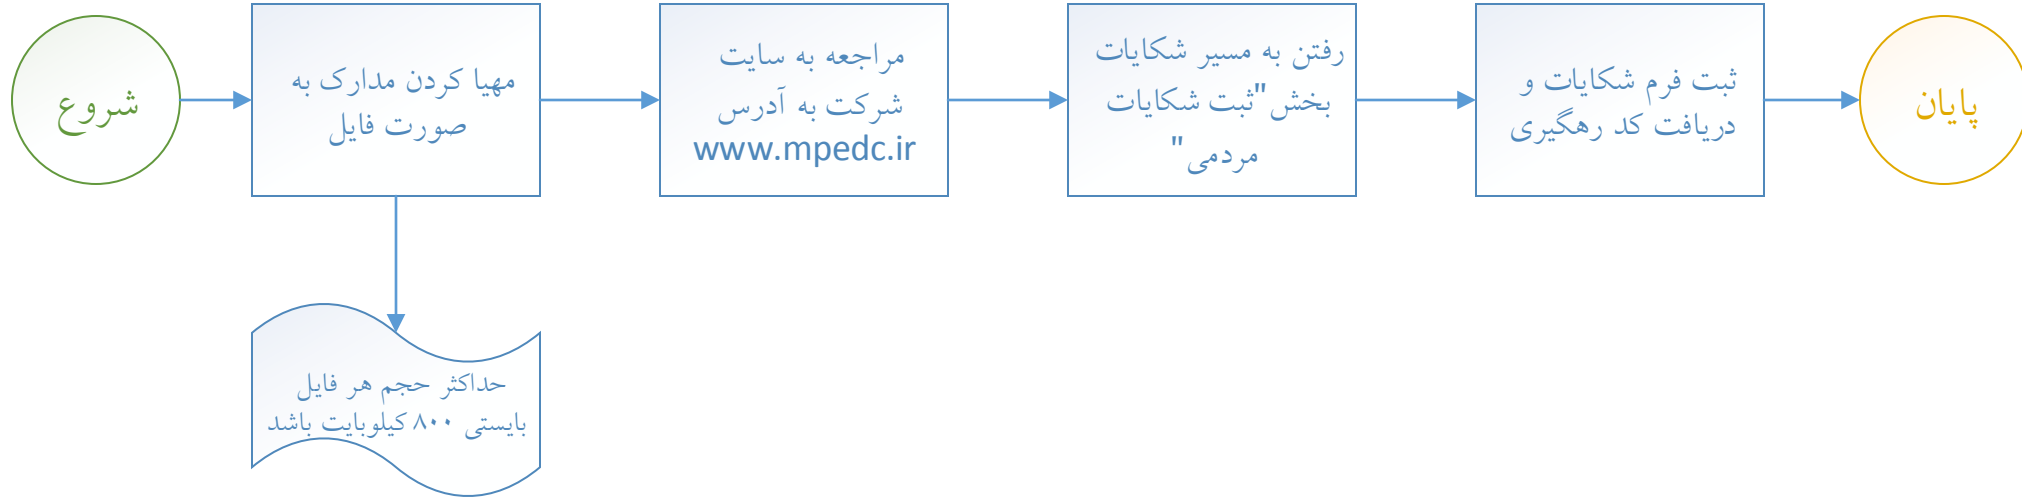 شروع
مهیا کردن مدارک به
صورت فایل
مراجعه به سایت
شرکت به آدرس
www.mpedc.ir
رفتن به مسیر شکایات
بخش"ثبت شکایات
مردمی"
ثبت فرم شکایات و
دریافت کد رهگیری
پایان
حداکثر حجم هر فایل
بایستی ۸۰۰ کیلوبایت باشد